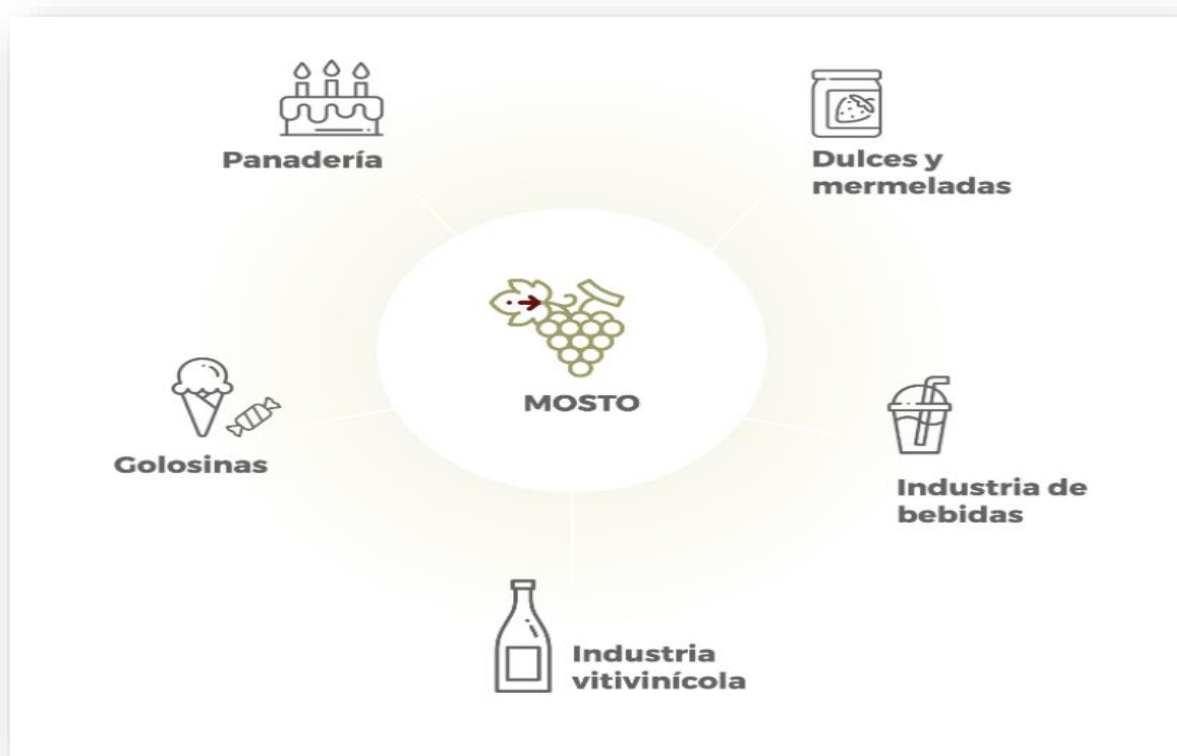 Panadería
Dulces y
mermeladas
MOSTO
Golosinas
Industria de
bebidas
Industria
vitivinícola